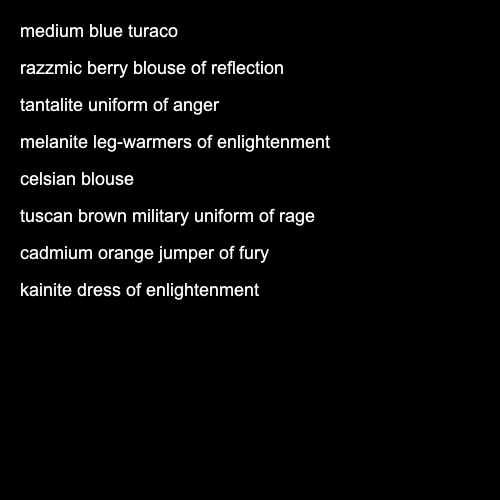 medium blue turaco
razzmic berry blouse of reflection
tantalite uniform of anger
melanite leg-warmers of enlightenment
celsian blouse
tuscan brown military uniform of rage
cadmium orange jumper of fury
kainite dress of enlightenment